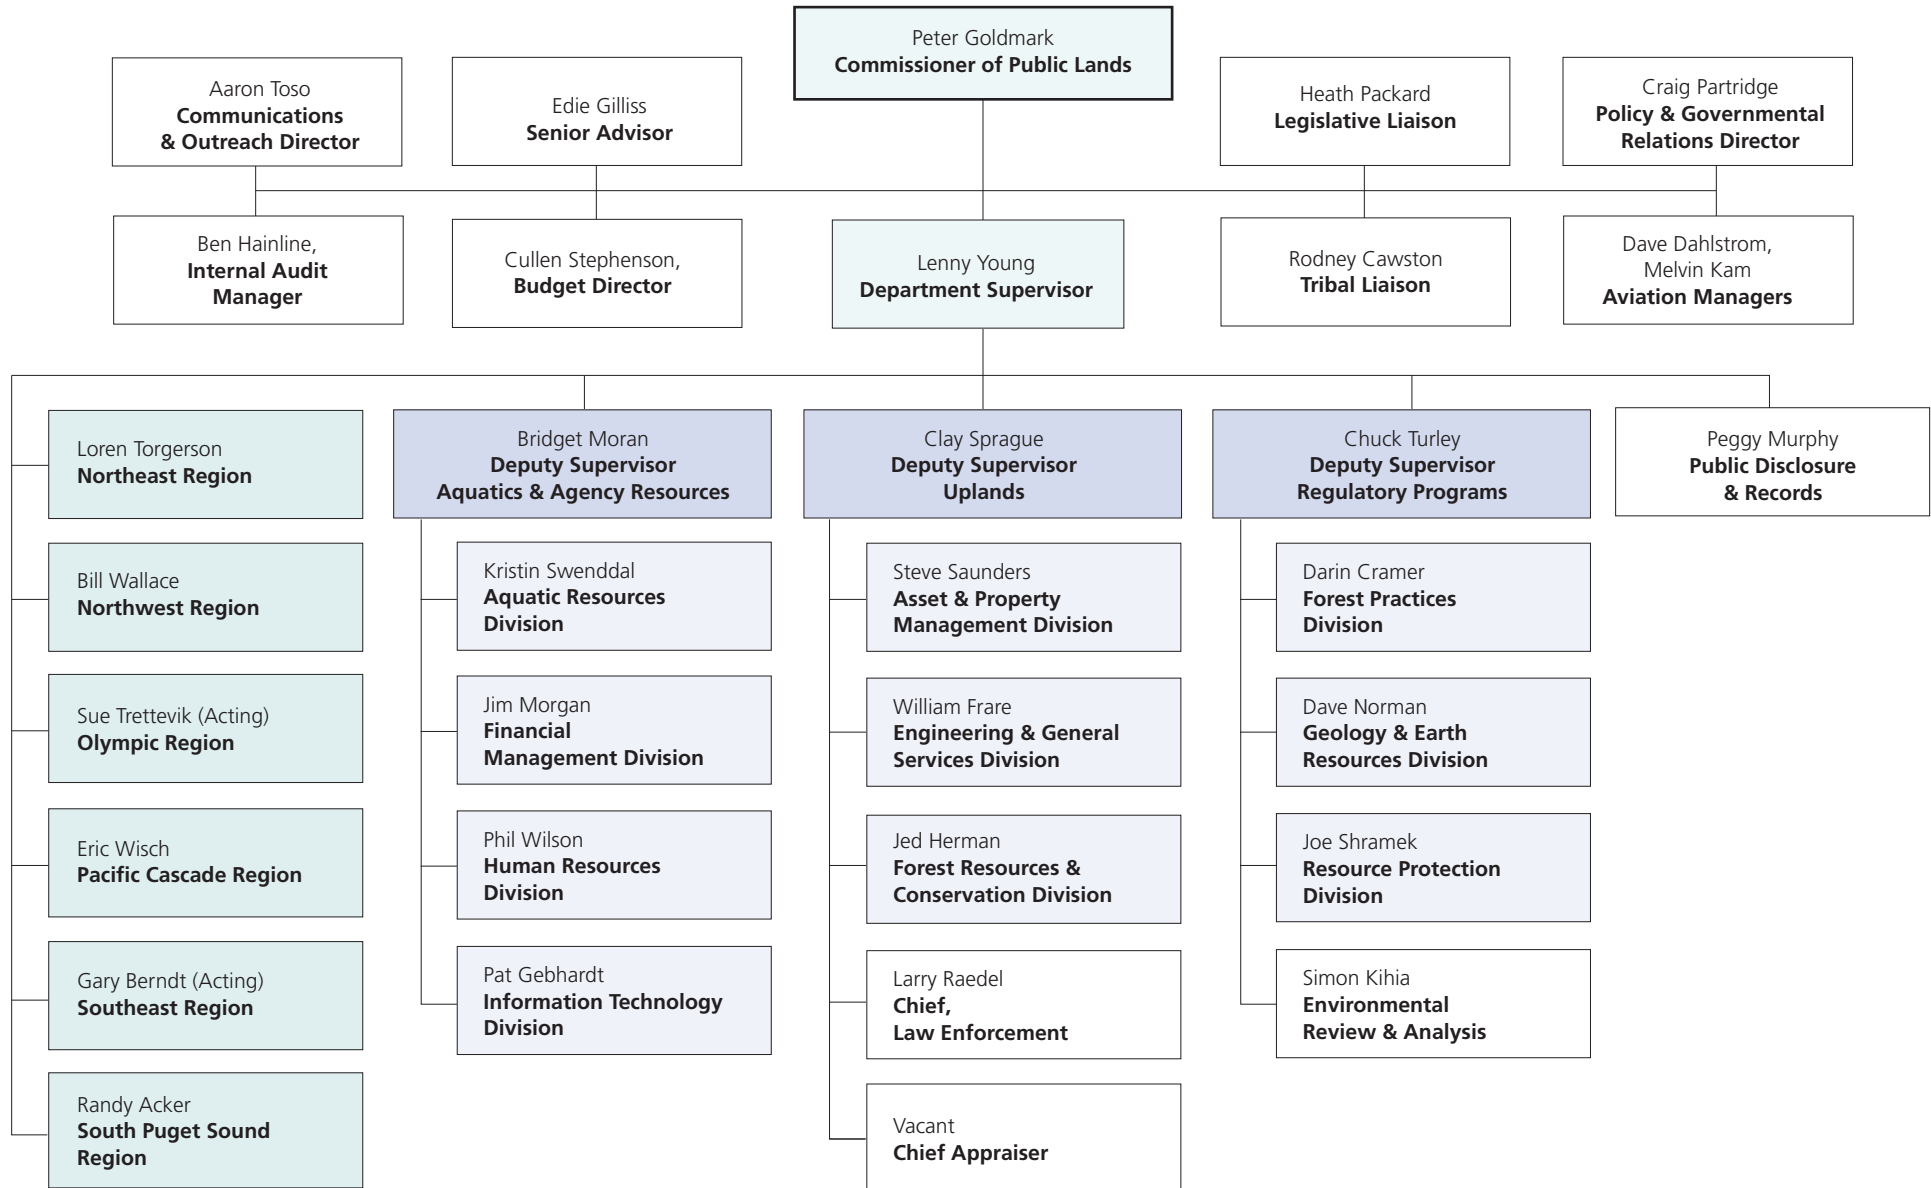 Peter Goldmark
Commissioner of Public Lands
Aaron Toso
Communications
& Outreach Director
Edie Gilliss
Senior Advisor
Heath Packard
Legislative Liaison
Craig Partridge
Policy & Governmental
Relations Director
Ben Hainline,
Internal Audit
Manager
Cullen Stephenson,
Budget Director
Lenny Young
Department Supervisor
Rodney Cawston
Tribal Liaison
Dave Dahlstrom,
Melvin Kam
Aviation Managers
Loren Torgerson
Northeast Region
Bill Wallace
Northwest Region
Sue Trettevik (Acting)
Olympic Region
Eric Wisch
Pacific Cascade Region
Gary Berndt (Acting)
Southeast Region
Randy Acker
South Puget Sound
Region
Bridget Moran
Deputy Supervisor
Aquatics & Agency Resources
Kristin Swenddal
Aquatic Resources
Division
Jim Morgan
Financial
Management Division
Phil Wilson
Human Resources
Division
Pat Gebhardt
Information Technology
Division
Clay Sprague
Deputy Supervisor
Uplands
Steve Saunders
Asset & Property
Management Division
William Frare
Engineering & General
Services Division
Jed Herman
Forest Resources &
Conservation Division
Larry Raedel
Chief,
Law Enforcement
Vacant
Chief Appraiser
Chuck Turley
Deputy Supervisor
Regulatory Programs
Darin Cramer
Forest Practices
Division
Dave Norman
Geology & Earth
Resources Division
Joe Shramek
Resource Protection
Division
Simon Kihia
Environmental
Review & Analysis
Peggy Murphy
Public Disclosure
& Records